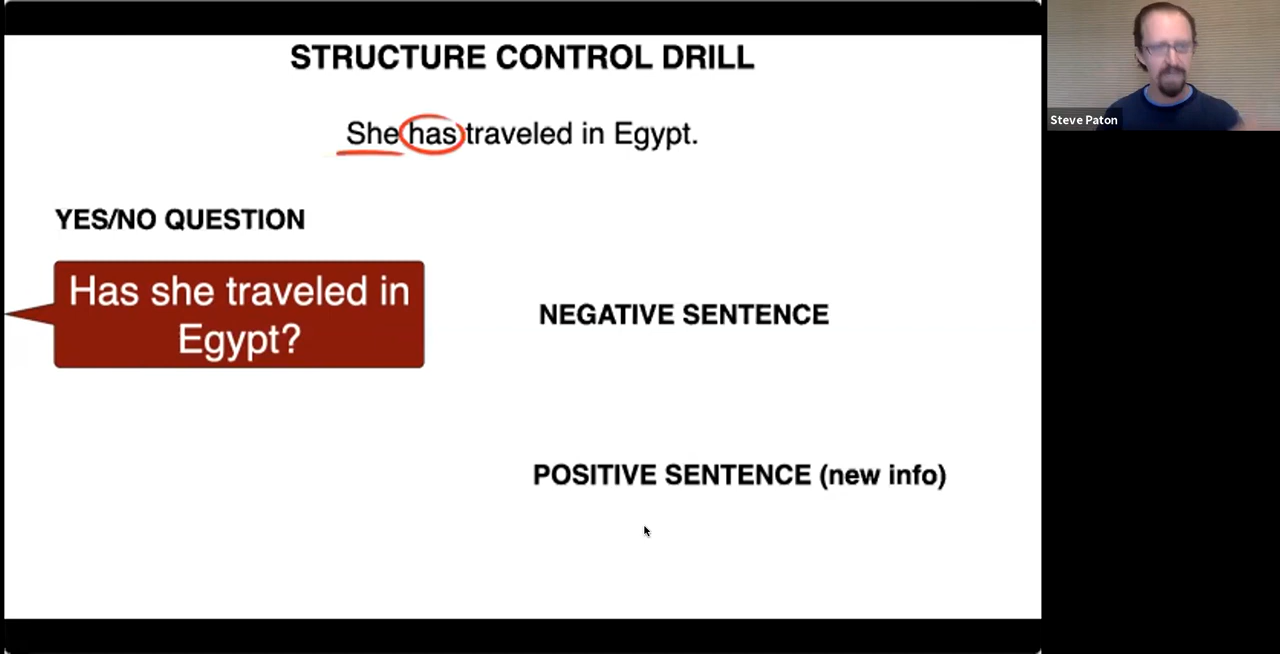 STRUCTURE CONTROL DRILL
She has traveled in Egypt.
YES/NO QUESTION
Has she traveled in
Egypt?
NEGATIVE SENTENCE
POSITIVE SENTENCE (new info)
Steve Paton